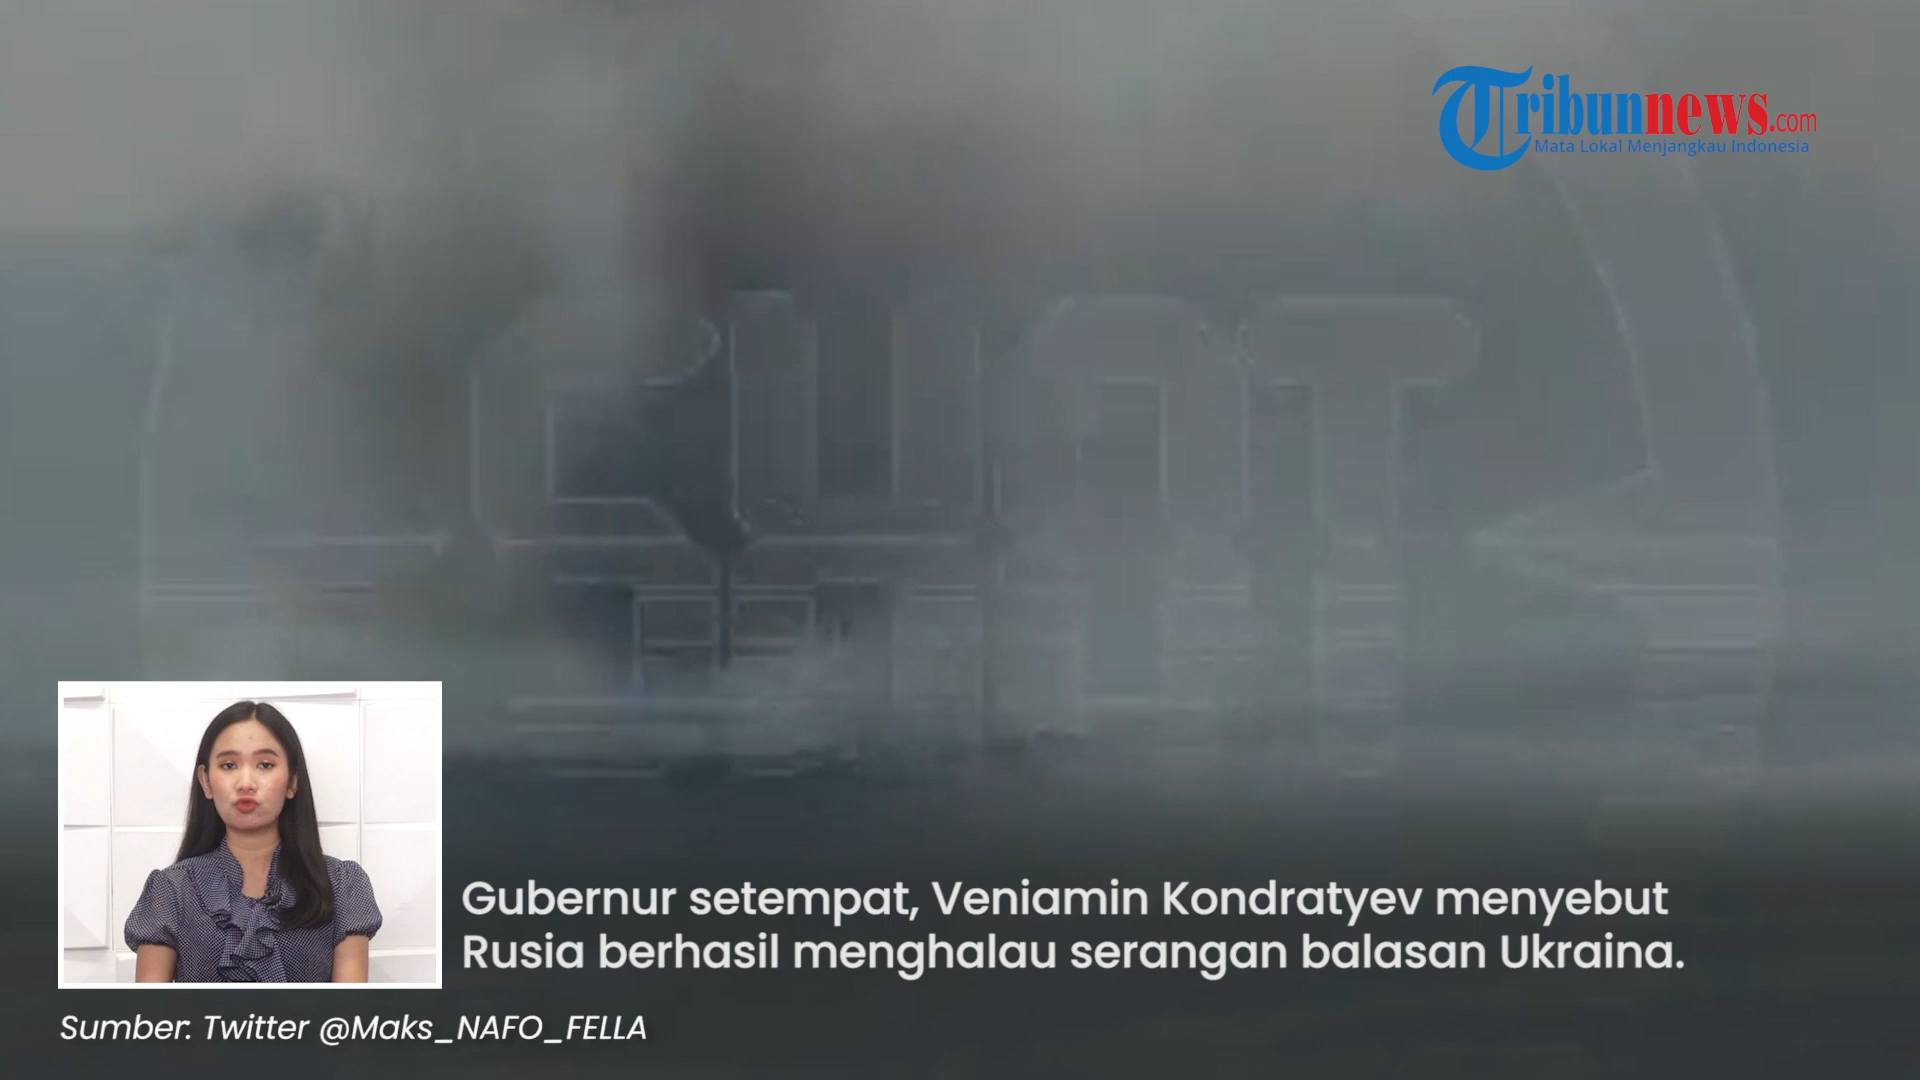 Tribunnews.com
Mata Lokal Menjangkau Indonesia
Gubernur setempat, Veniamin Kondratyev menyebut
Rusia berhasil menghalau serangan balasan Ukraina.
Sumber: Twitter @Maks_NAFO_FELLA